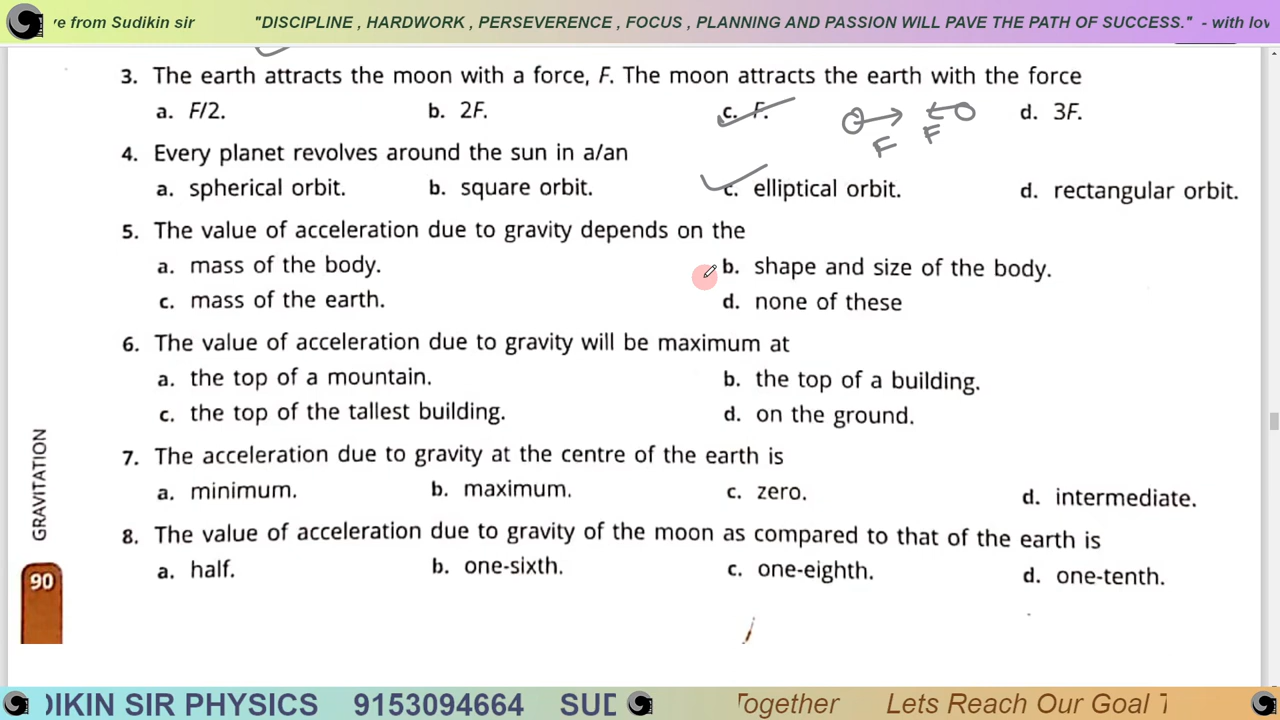 ve from Sudikin sir "DISCIPLINE , HARDWORK , PERSEVERENCE , FOCUS , PLANNING AND PASSION WILL PAVE THE PATH OF SUCCESS." - with lov
3. The earth attracts the moon with a force, F. The moon attracts the earth with the force
a. F/2. b. 2F. c. F. d. 3F.
F F
4. Every planet revolves around the sun in a/an
a. spherical orbit. b. square orbit. c. elliptical orbit. d. rectangular orbit.
5. The value of acceleration due to gravity depends on the
a. mass of the body. b. shape and size of the body.
c. mass of the earth. d. none of these
6. The value of acceleration due to gravity will be maximum at
a. the top of a mountain. b. the top of a building.
c. the top of the tallest building. d. on the ground.
7. The acceleration due to gravity at the centre of the earth is
a. minimum. b. maximum. c. zero. d. intermediate.
8. The value of acceleration due to gravity of the moon as compared to that of the earth is
a. half. b. one-sixth. c. one-eighth. d. one-tenth.
GRAVITATION
90
DIKIN SIR PHYSICS 9153094664 SUD Together Lets Reach Our Goal T